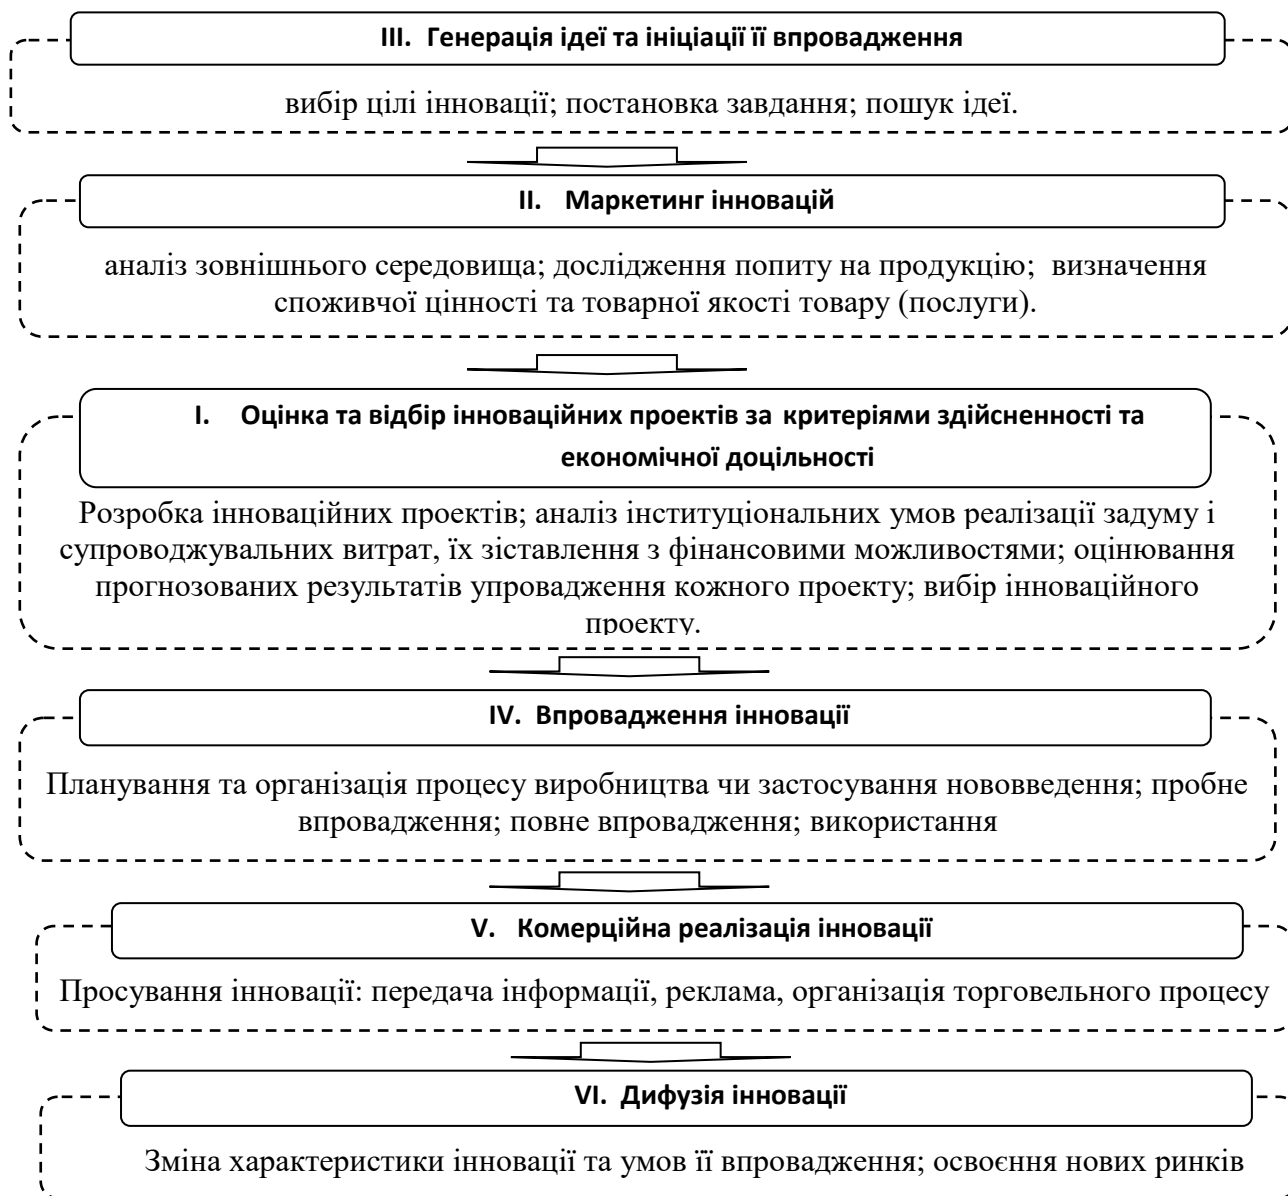 III. Генерація ідеї та ініціації її впровадження
вибір цілі інновації; постановка завдання; пошук ідеї.
II. Маркетинг інновацій
аналіз зовнішнього середовища; дослідження попиту на продукцію; визначення
споживчої цінності та товарної якості товару (послуги).
I. Оцінка та відбір інноваційних проектів за критеріями здійсненності та
економічної доцільності
Розробка інноваційних проектів; аналіз інституціональних умов реалізації задуму і
супроводжувальних витрат, їх зіставлення з фінансовими можливостями; оцінювання
прогнозованих результатів упровадження кожного проекту; вибір інноваційного
проекту.
IV. Впровадження інновації
Планування та організація процесу виробництва чи застосування нововведення; пробне
впровадження; повне впровадження; використання
V. Комерційна реалізація інновації
Просування інновації: передача інформації, реклама, організація торговельного процесу
VI. Дифузія інновації
Зміна характеристики інновації та умов її впровадження; освоєння нових ринків